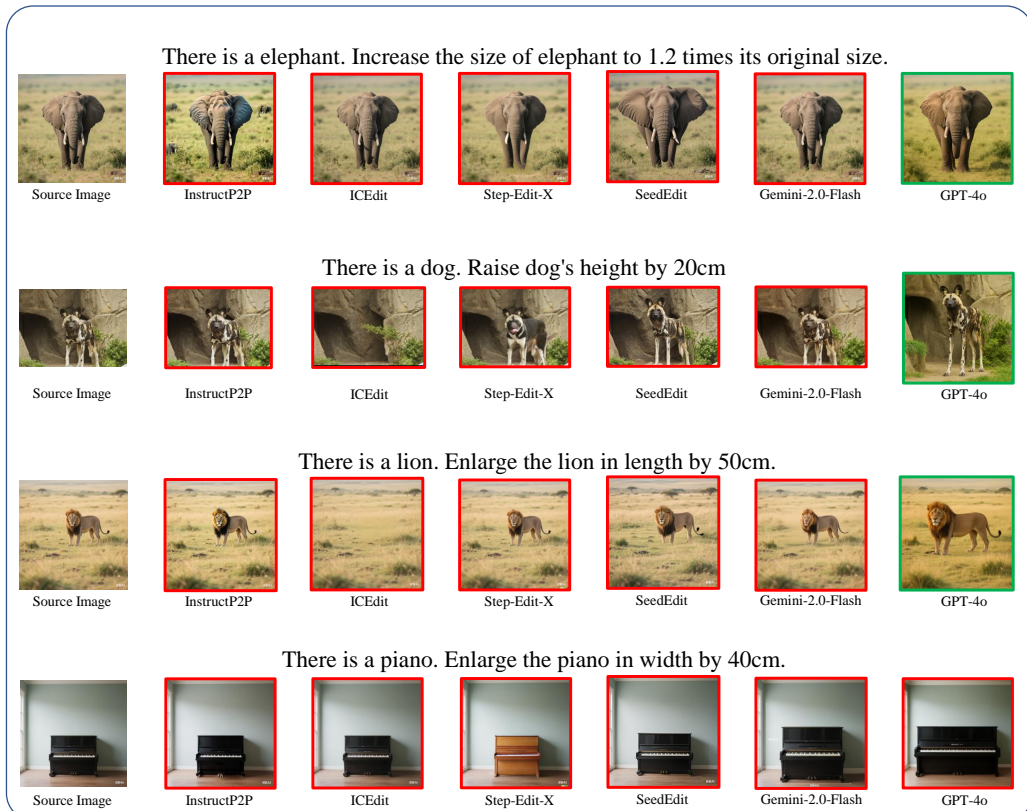 There is a elephant. Increase the size of elephant to 1.2 times its original size.
Source Image InstructP2P ICEdit Step-Edit-X SeedEdit Gemini-2.0-Flash GPT-4o
There is a dog. Raise dog's height by 20cm
Source Image InstructP2P ICEdit Step-Edit-X SeedEdit Gemini-2.0-Flash GPT-4o
There is a lion. Enlarge the lion in length by 50cm.
Source Image InstructP2P ICEdit Step-Edit-X SeedEdit Gemini-2.0-Flash GPT-4o
There is a piano. Enlarge the piano in width by 40cm.
Source Image InstructP2P ICEdit Step-Edit-X SeedEdit Gemini-2.0-Flash GPT-4o